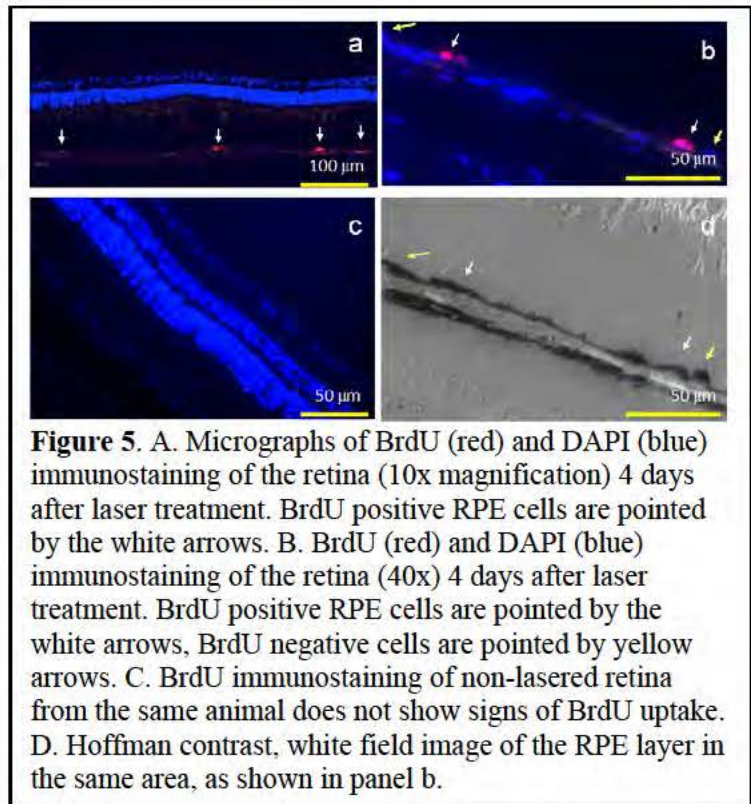 a
100 µm
b
50 µm
c
50 µm
d
50 µm
Figure 5. A. Micrographs of BrdU (red) and DAPI (blue)
immunostaining of the retina (10x magnification) 4 days
after laser treatment. BrdU positive RPE cells are pointed
by the white arrows. B. BrdU (red) and DAPI (blue)
immunostaining of the retina (40x) 4 days after laser
treatment. BrdU positive RPE cells are pointed by the
white arrows, BrdU negative cells are pointed by yellow
arrows. C. BrdU immunostaining of non-lasered retina
from the same animal does not show signs of BrdU uptake.
D. Hoffman contrast, white field image of the RPE layer in
the same area, as shown in panel b.